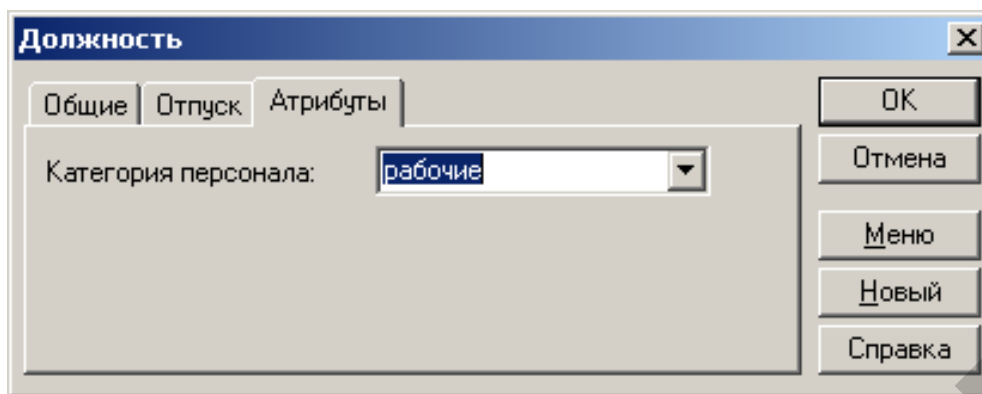 Должность
Общие Отпуск Атрибуты
Категория персонала: рабочие
OK
Отмена
Меню
Новый
Справка